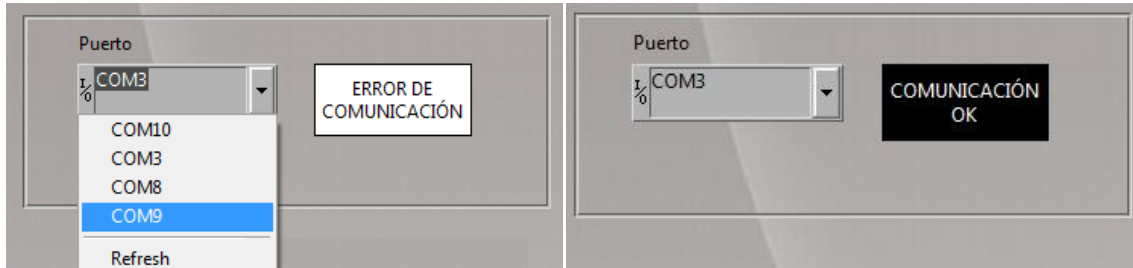 Puerto
I/O COM3
ERROR DE
COMUNICACIÓN
COM10
COM3
COM8
COM9
Refresh
Puerto
I/O COM3
COMUNICACIÓN
OK